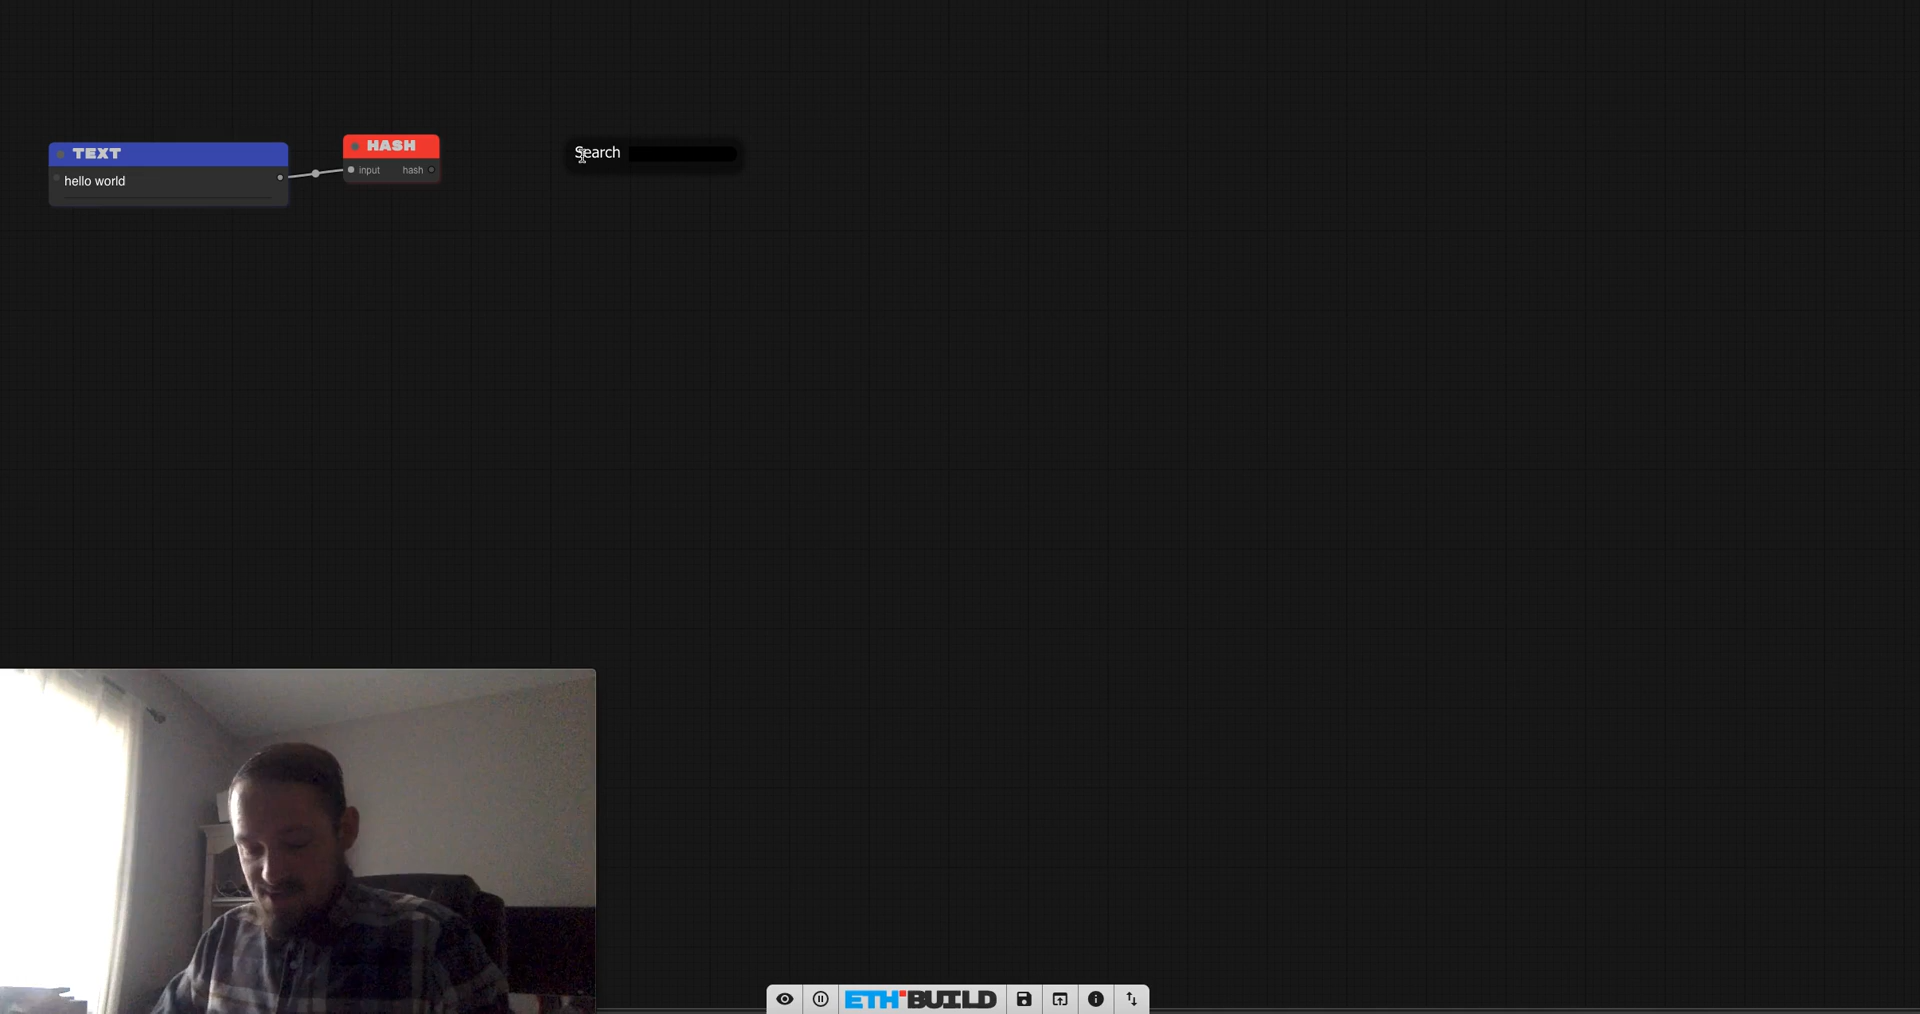 TEXT
hello world
HASH
input hash
Search
ETH BUILD